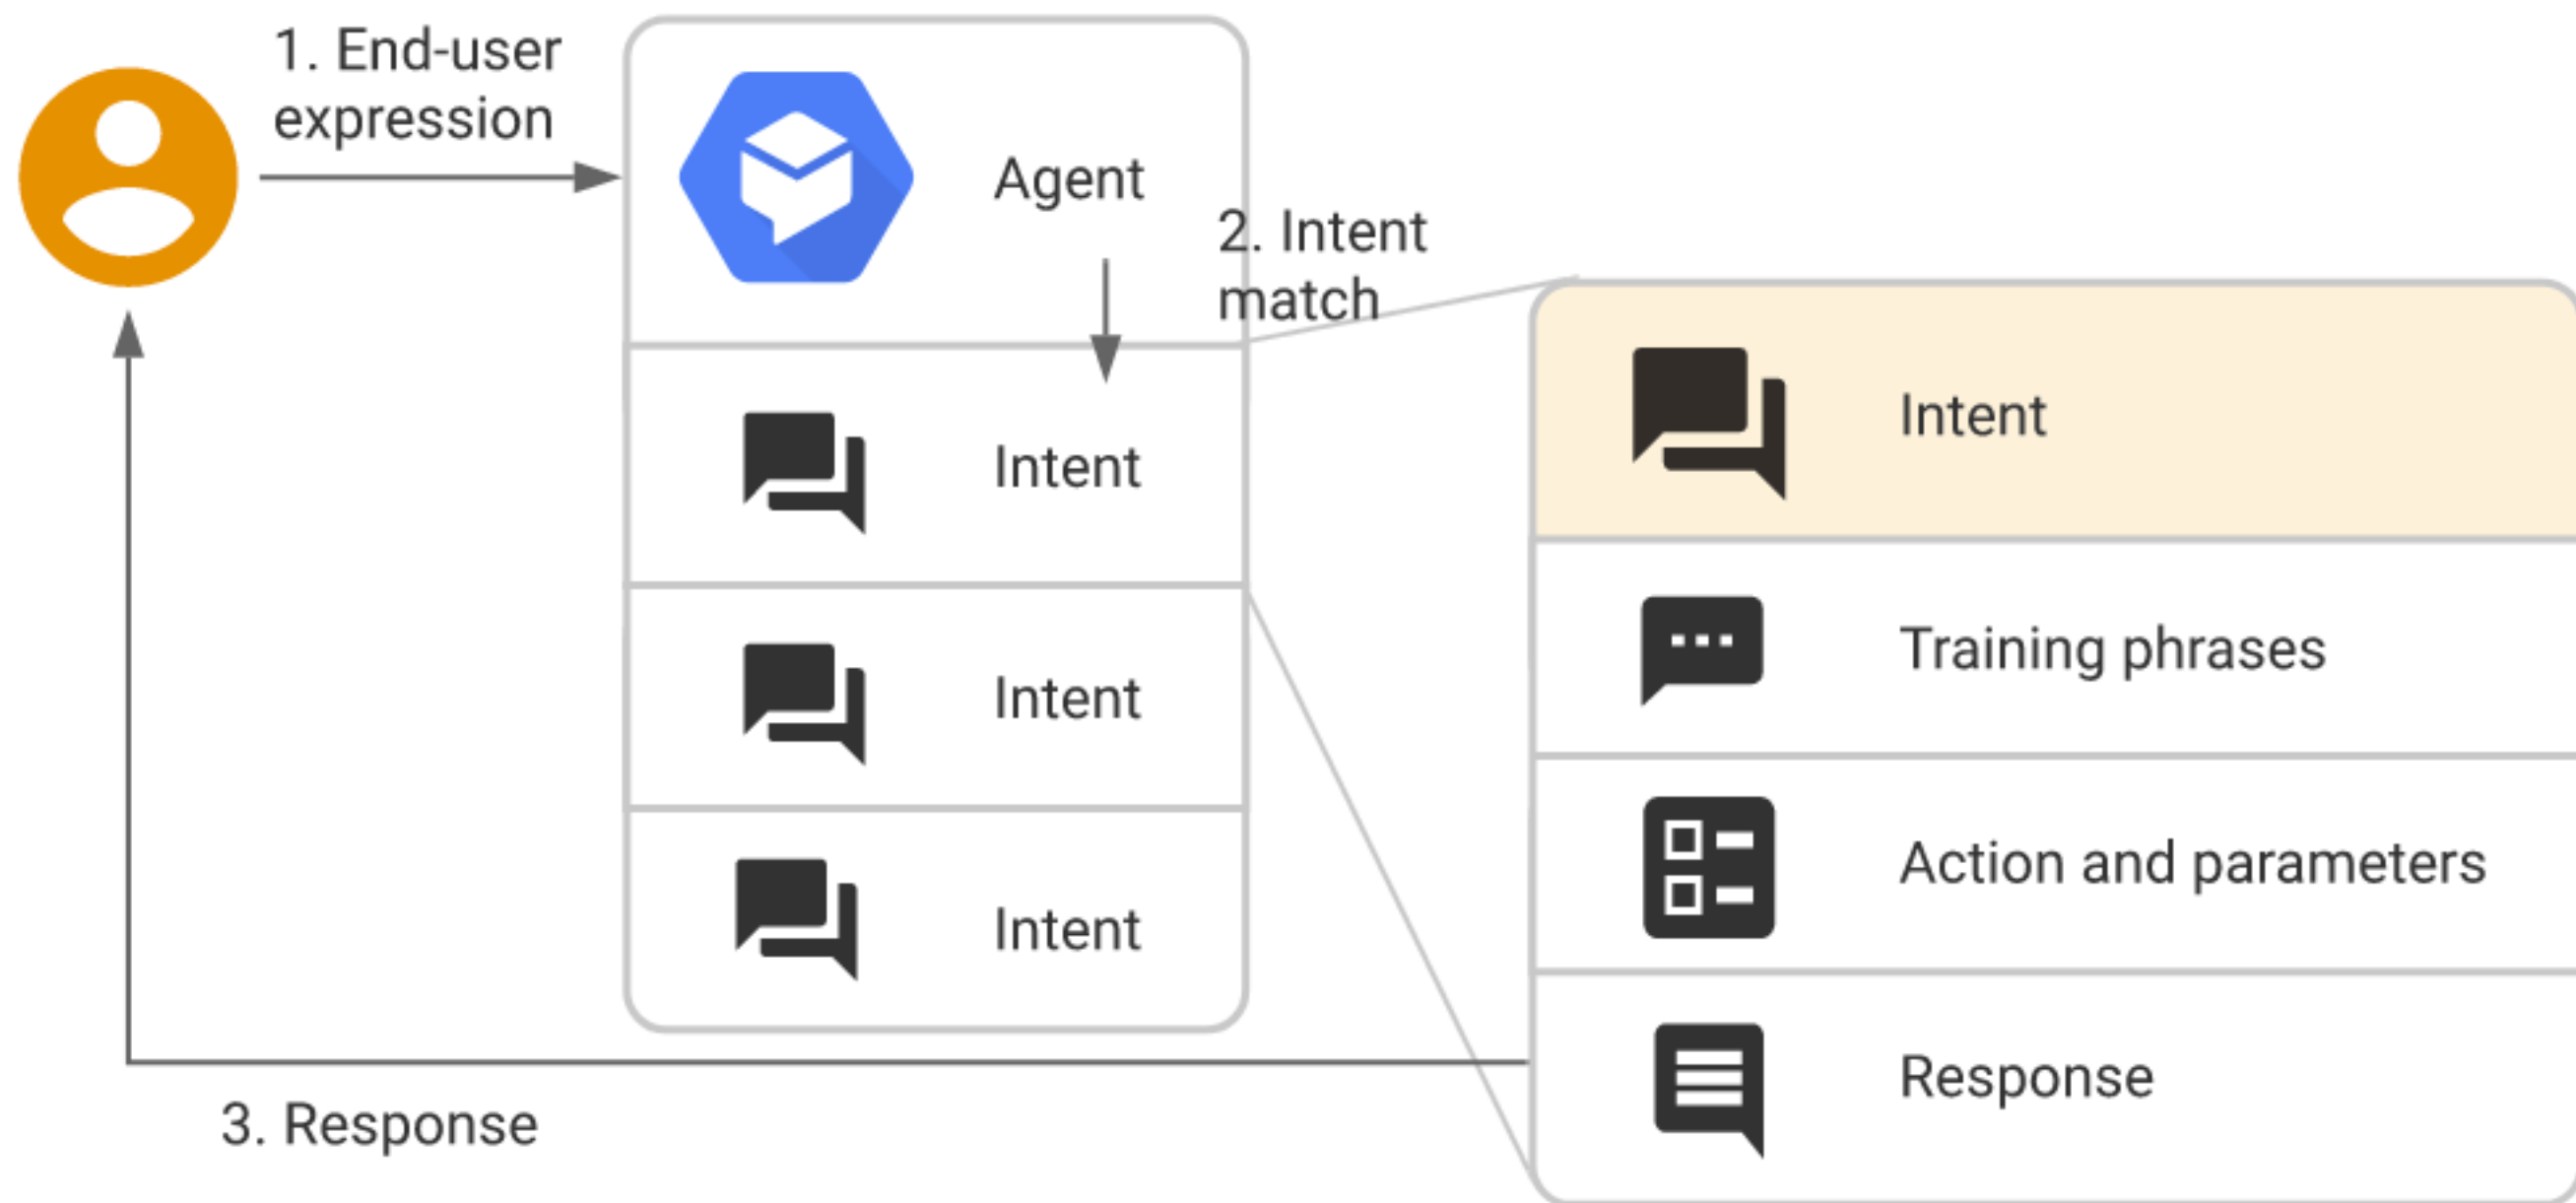 1. End-user
expression
Agent
2. Intent
match
Intent
Intent
Intent
Intent
Training phrases
Action and parameters
Response
3. Response